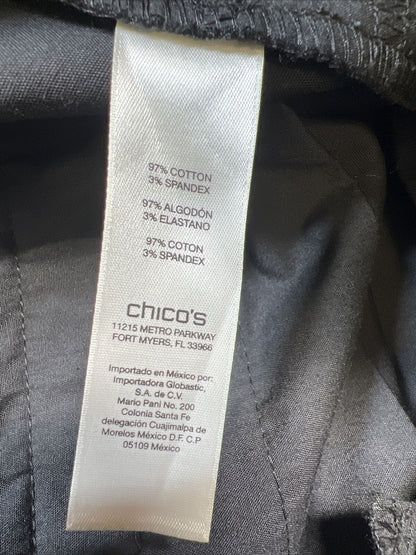 97% COTTON
3% SPANDEX
97% ALGODÓN
3% ELASTANO
97% COTON
3% SPANDEX
chico's
11215 METRO PARKWAY
FORT MYERS, FL 33966
Importado en México por:
Importadora Globastic,
S.A. de C.V.
Mario Pani No. 200
Colonia Santa Fe
delegación Cuajimalpa de
Morelos México D.F. C.P
05109 México